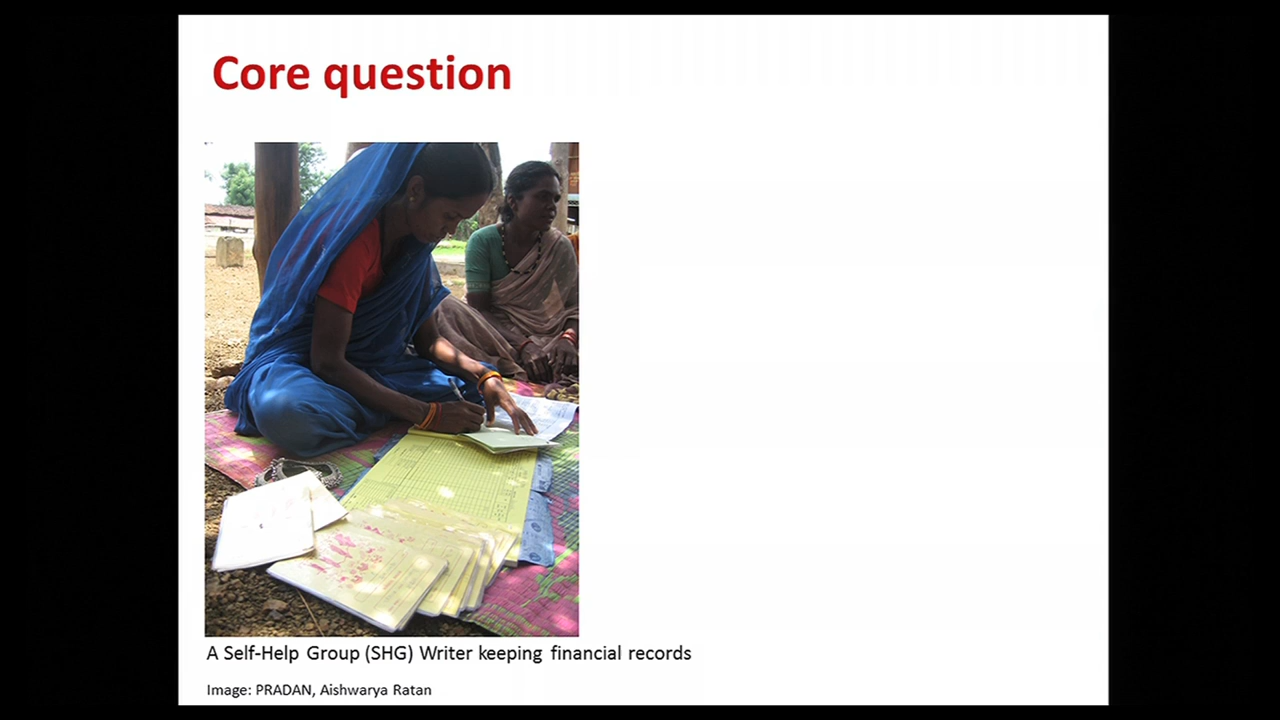 Core question
A Self-Help Group (SHG) Writer keeping financial records
Image: PRADAN, Aishwarya Ratan